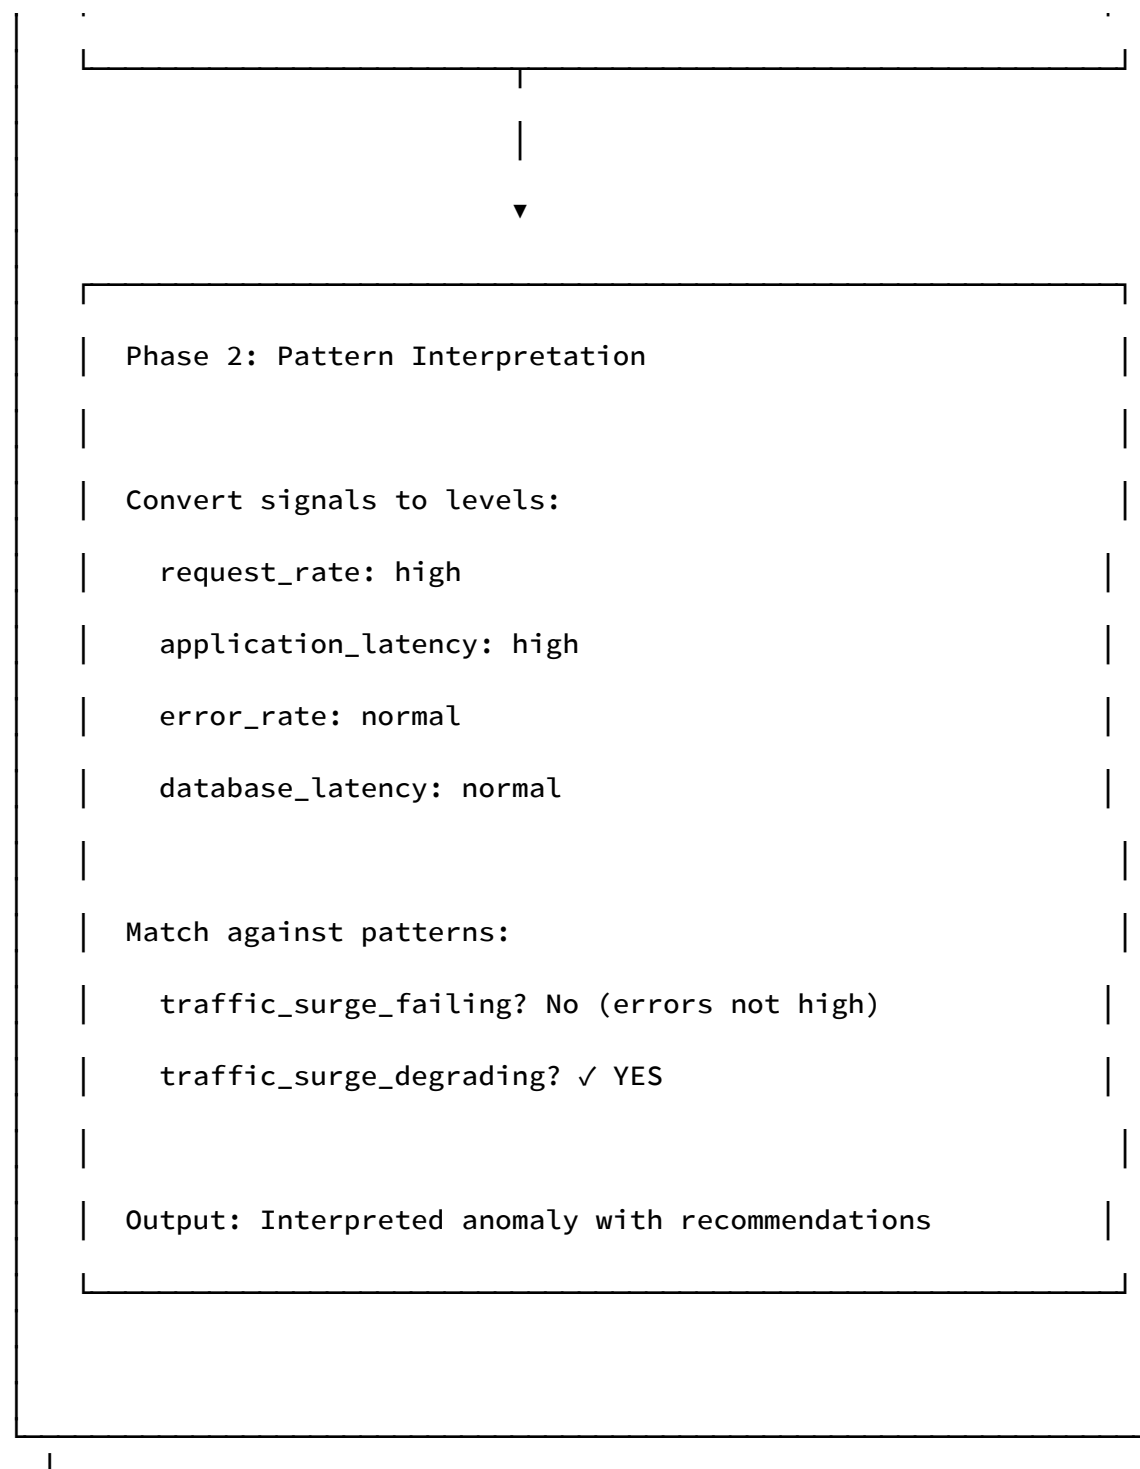 Phase 2: Pattern Interpretation
Convert signals to levels:
request_rate: high
application_latency: high
error_rate: normal
database_latency: normal
Match against patterns:
traffic_surge_failing? No (errors not high)
traffic_surge_degrading? ✓ YES
Output: Interpreted anomaly with recommendations